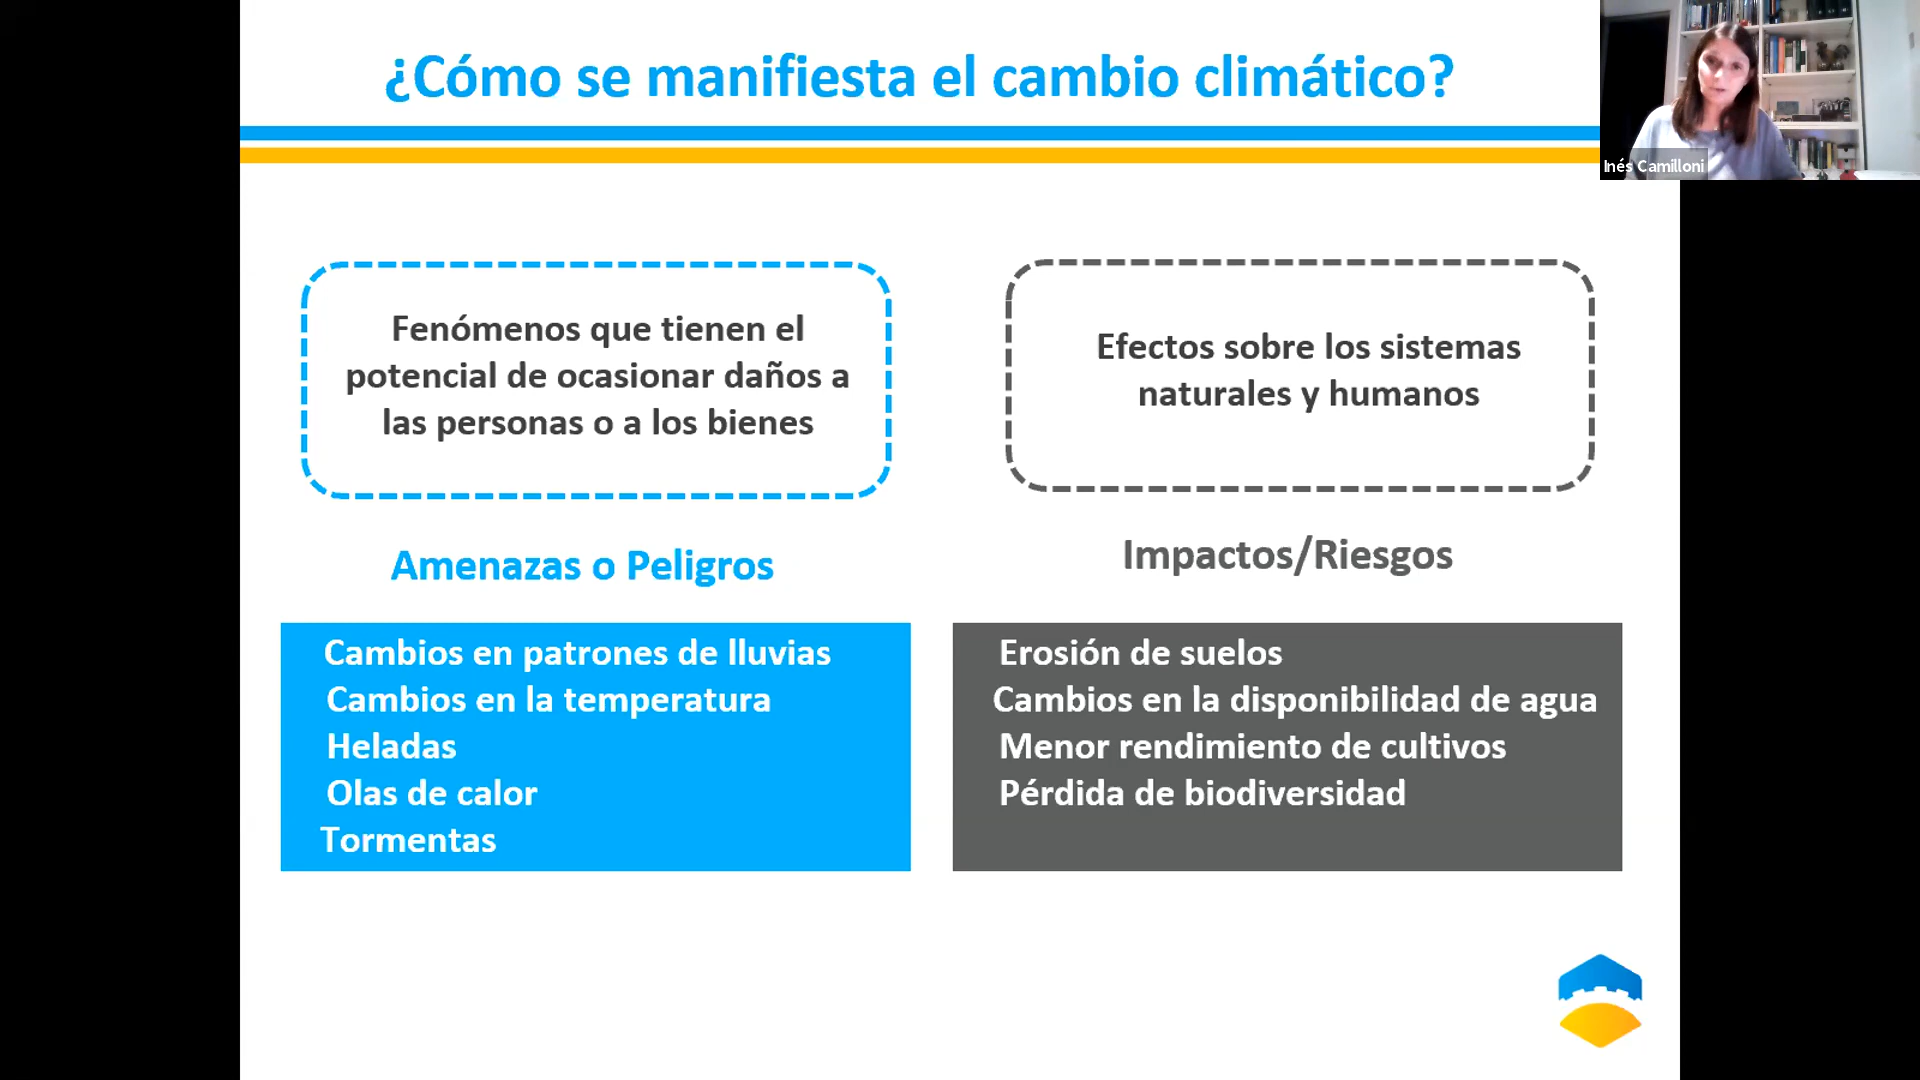 ¿Cómo se manifiesta el cambio climático?
Inés Camilloni
Fenómenos que tienen el
potencial de ocasionar daños a
las personas o a los bienes
Efectos sobre los sistemas
naturales y humanos
Amenazas o Peligros
Impactos/Riesgos
Cambios en patrones de lluvias
Cambios en la temperatura
Heladas
Olas de calor
Tormentas
Erosión de suelos
Cambios en la disponibilidad de agua
Menor rendimiento de cultivos
Pérdida de biodiversidad